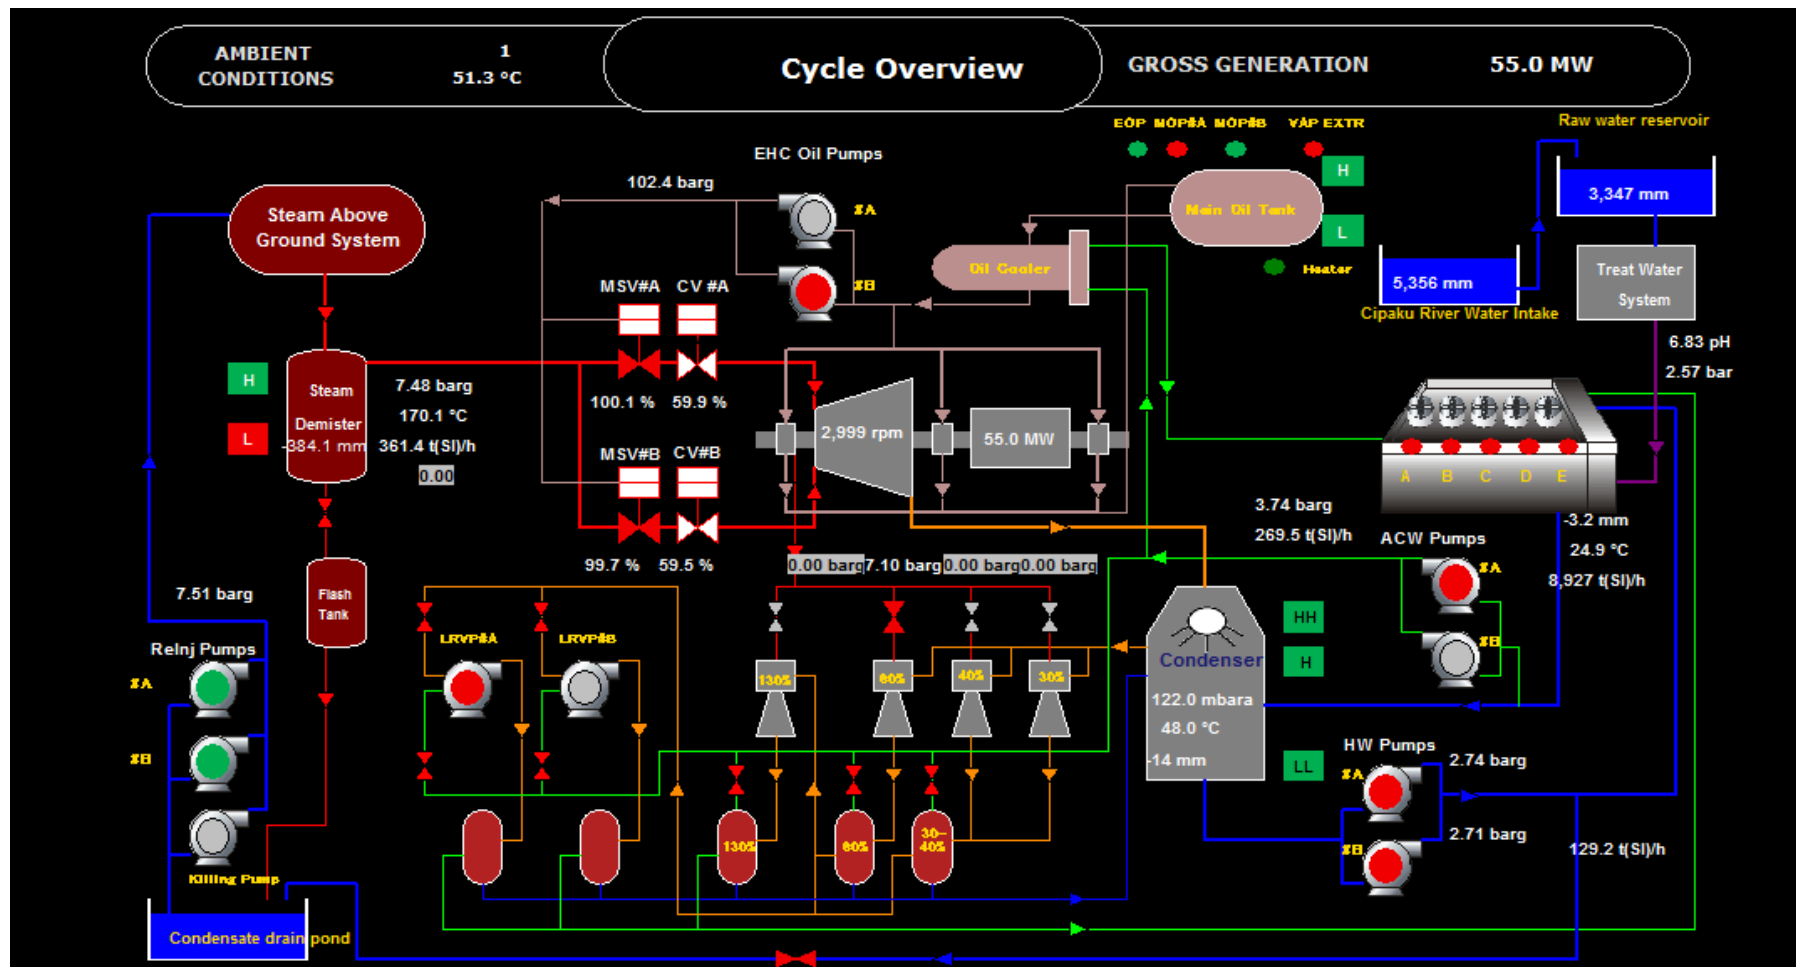 AMBIENT
CONDITIONS
1
51.3 °C
Cycle Overview
GROSS GENERATION
55.0 MW
EOP MOP#A MOP#B VAP EXTR
Raw water reservoir
EHC Oil Pumps
102.4 barg
#A
#B
Main Oil Tank
H
L
Heater
Oil Cooler
3,347 mm
5,356 mm
Cipaku River Water Intake
Treat Water
System
6.83 pH
2.57 bar
Steam Above
Ground System
MSV#A CV #A
100.1 % 59.9 %
MSV#B CV#B
99.7 % 59.5 %
H
L
Steam
Demister
-384.1 mm
7.48 barg
170.1 °C
361.4 t(SI)/h
0.00
2,999 rpm
55.0 MW
A B C D E
3.74 barg
269.5 t(SI)/h
-3.2 mm
24.9 °C
8,927 t(SI)/h
ACW Pumps
#A
#B
0.00 barg 7.10 barg 0.00 barg 0.00 barg
Flash
Tank
7.51 barg
ReInj Pumps
#A
#B
Killing Pump
Condensate drain pond
LRVP#A
LRVP#B
130% 60% 40% 30%
HH
H
LL
Condenser
122.0 mbara
48.0 °C
-14 mm
HW Pumps
#A
#B
2.74 barg
2.71 barg
129.2 t(SI)/h
130%
60%
30-
40%